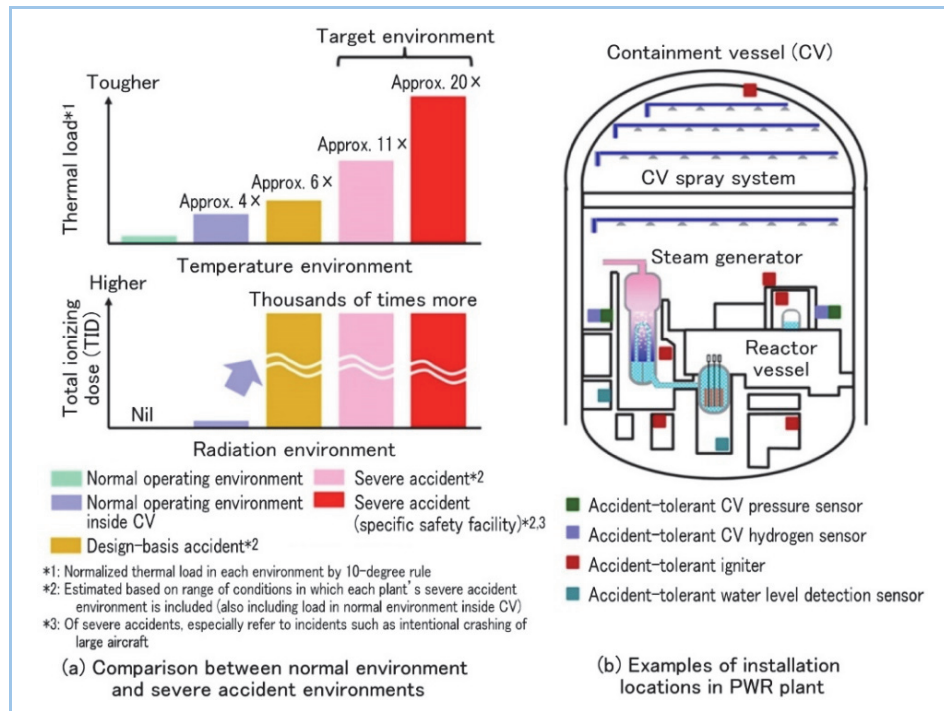 Target environment
Tougher
Approx. 20×
Approx. 11×
Approx. 6×
Approx. 4×
Thermal load*1
Temperature environment
Higher
Thousands of times more
Total ionizing
dose (TID)
Nil
Radiation environment
Normal operating environment
Normal operating environment
inside CV
Design-basis accident*2
Severe accident*2
Severe accident
(specific safety facility)*2,3
*1: Normalized thermal load in each environment by 10-degree rule
*2: Estimated based on range of conditions in which each plant's severe accident
environment is included (also including load in normal environment inside CV)
*3: Of severe accidents, especially refer to incidents such as intentional crashing of
large aircraft
(a) Comparison between normal environment
and severe accident environments
Containment vessel (CV)
CV spray system
Steam generator
Reactor
vessel
Accident-tolerant CV pressure sensor
Accident-tolerant CV hydrogen sensor
Accident-tolerant igniter
Accident-tolerant water level detection sensor
(b) Examples of installation
locations in PWR plant